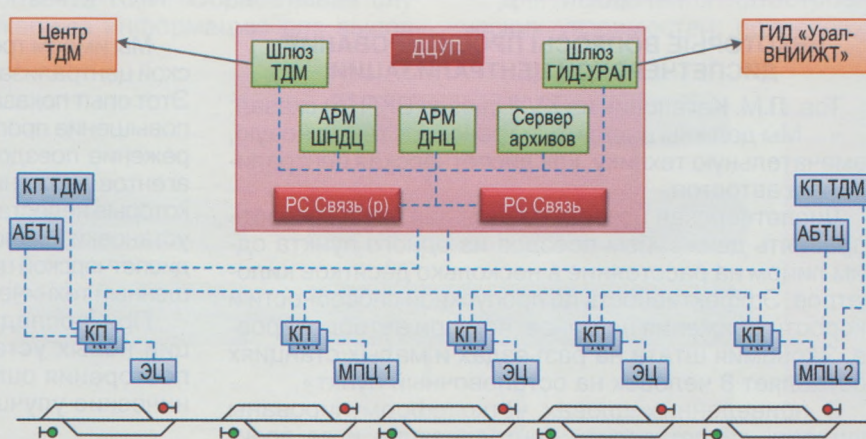 Центр
ТДМ
Шлюз
ТДМ
ДЦУП
Шлюз
ГИД-УРАЛ
ГИД «Урал-
ВНИИЖТ»
АРМ
ШНДЦ
АРМ
ДНЦ
Сервер
архивов
РС Связь (р)
РС Связь
КП ТДМ
АБТЦ
КП ТДМ
АБТЦ
КП
КП
КП
КП
КП
ЭЦ
МПЦ 1
ЭЦ
ЭЦ
МПЦ 2